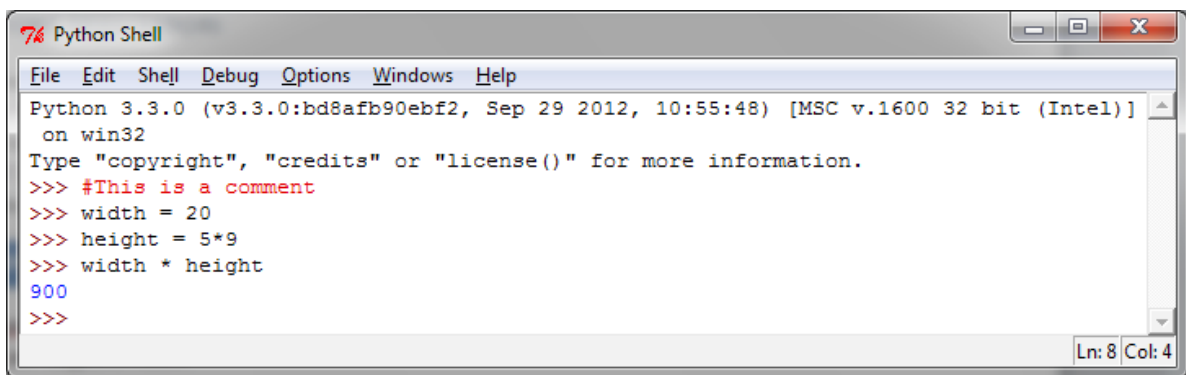 Python Shell
File Edit Shell Debug Options Windows Help
Python 3.3.0 (v3.3.0:bd8afb90ebf2, Sep 29 2012, 10:55:48) [MSC v.1600 32 bit (Intel)]
 on win32
Type "copyright", "credits" or "license()" for more information.
>>> #This is a comment
>>> width = 20
>>> height = 5*9
>>> width * height
900
>>>
Ln: 8 Col: 4